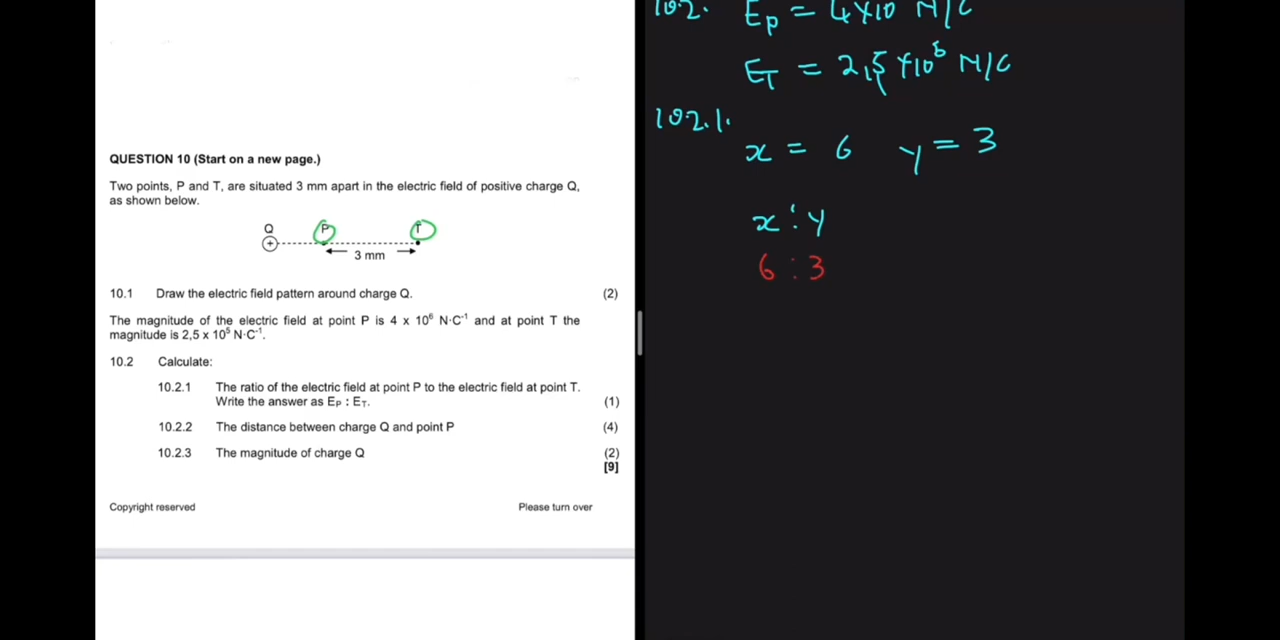 QUESTION 10 (Start on a new page.)
Two points, P and T, are situated 3 mm apart in the electric field of positive charge Q,
as shown below.
Q P T
+
3 mm
10.1 Draw the electric field pattern around charge Q. (2)
The magnitude of the electric field at point P is 4 x 10⁶ N·C⁻¹ and at point T the
magnitude is 2,5 x 10⁵ N·C⁻¹.
10.2 Calculate:
10.2.1 The ratio of the electric field at point P to the electric field at point T.
Write the answer as EP : ET. (1)
10.2.2 The distance between charge Q and point P (4)
10.2.3 The magnitude of charge Q (2)
[9]
Copyright reserved Please turn over
10.2. Ep = 4×10 N/C
ET = 2,5 ×10 N/C
10.2.1.
x = 6 y = 3
x : y
6 : 3